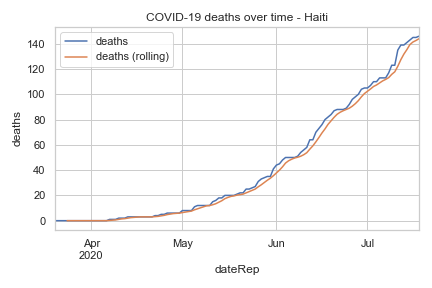 COVID-19 deaths over time - Haiti
deaths
deaths (rolling)
deaths
140
120
100
80
60
40
20
0
Apr
2020
May
Jun
Jul
dateRep